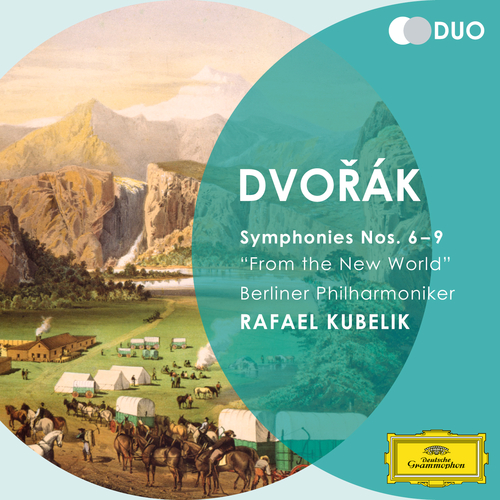 DUO
DVOŘÁK
Symphonies Nos. 6–9
“From the New World”
Berliner Philharmoniker
RAFAEL KUBELIK
Deutsche
Grammophon